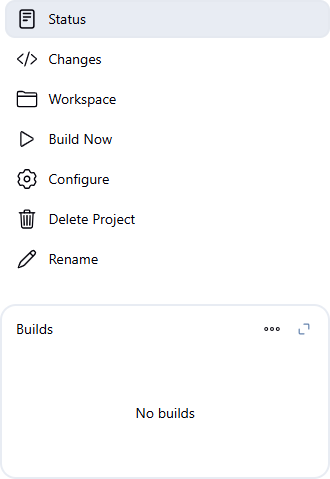 Status
Changes
Workspace
Build Now
Configure
Delete Project
Rename
Builds
No builds